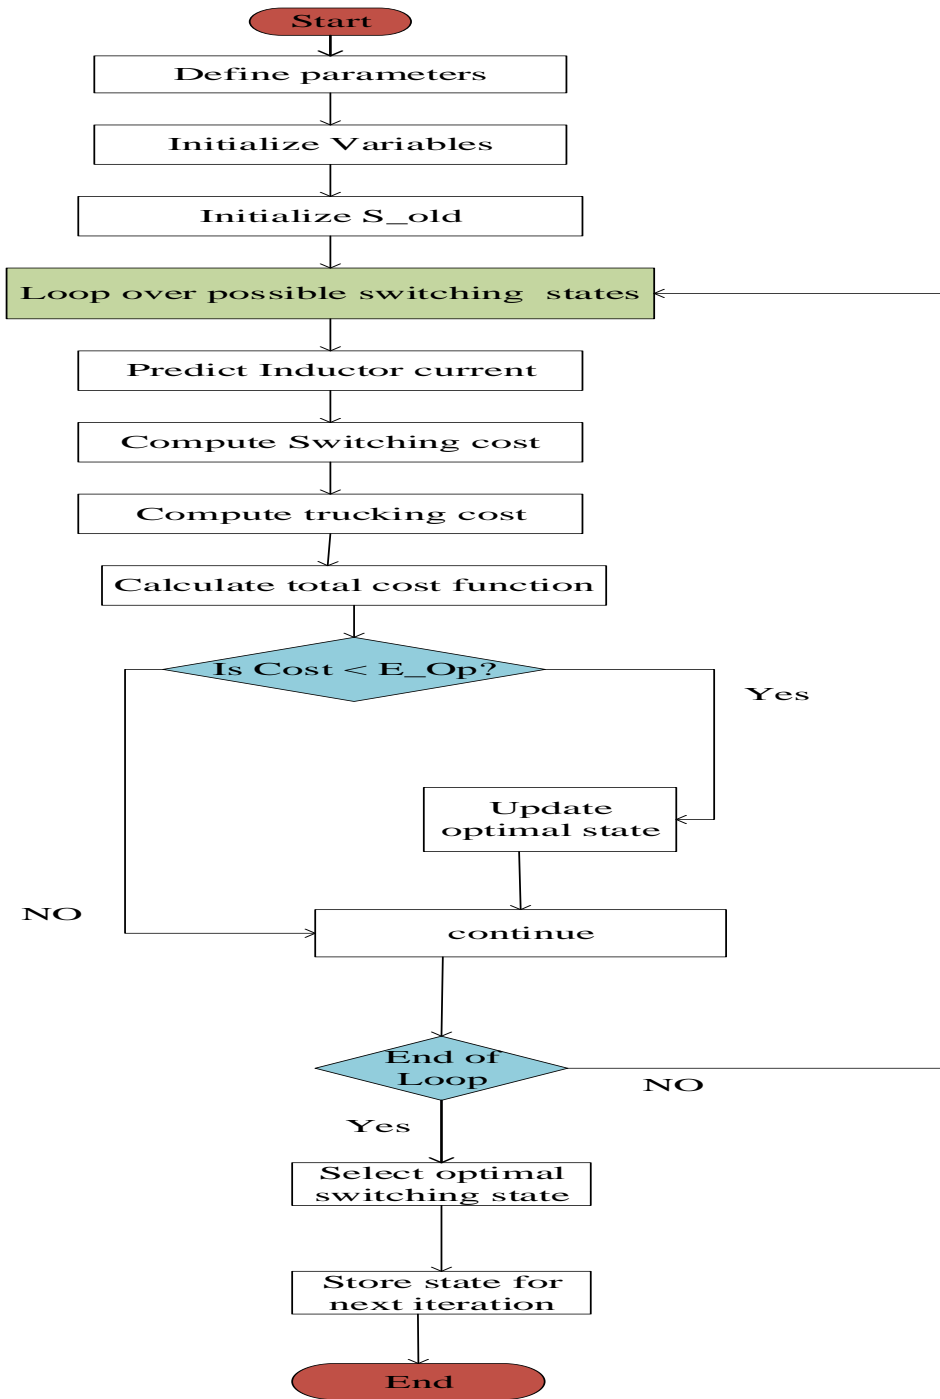 Start
Define parameters
Initialize Variables
Initialize S_old
Loop over possible switching states
Predict Inductor current
Compute Switching cost
Compute trucking cost
Calculate total cost function
Is Cost < E_Op?
Yes
Update
optimal state
NO
continue
End of
Loop
NO
Yes
Select optimal
switching state
Store state for
next iteration
End